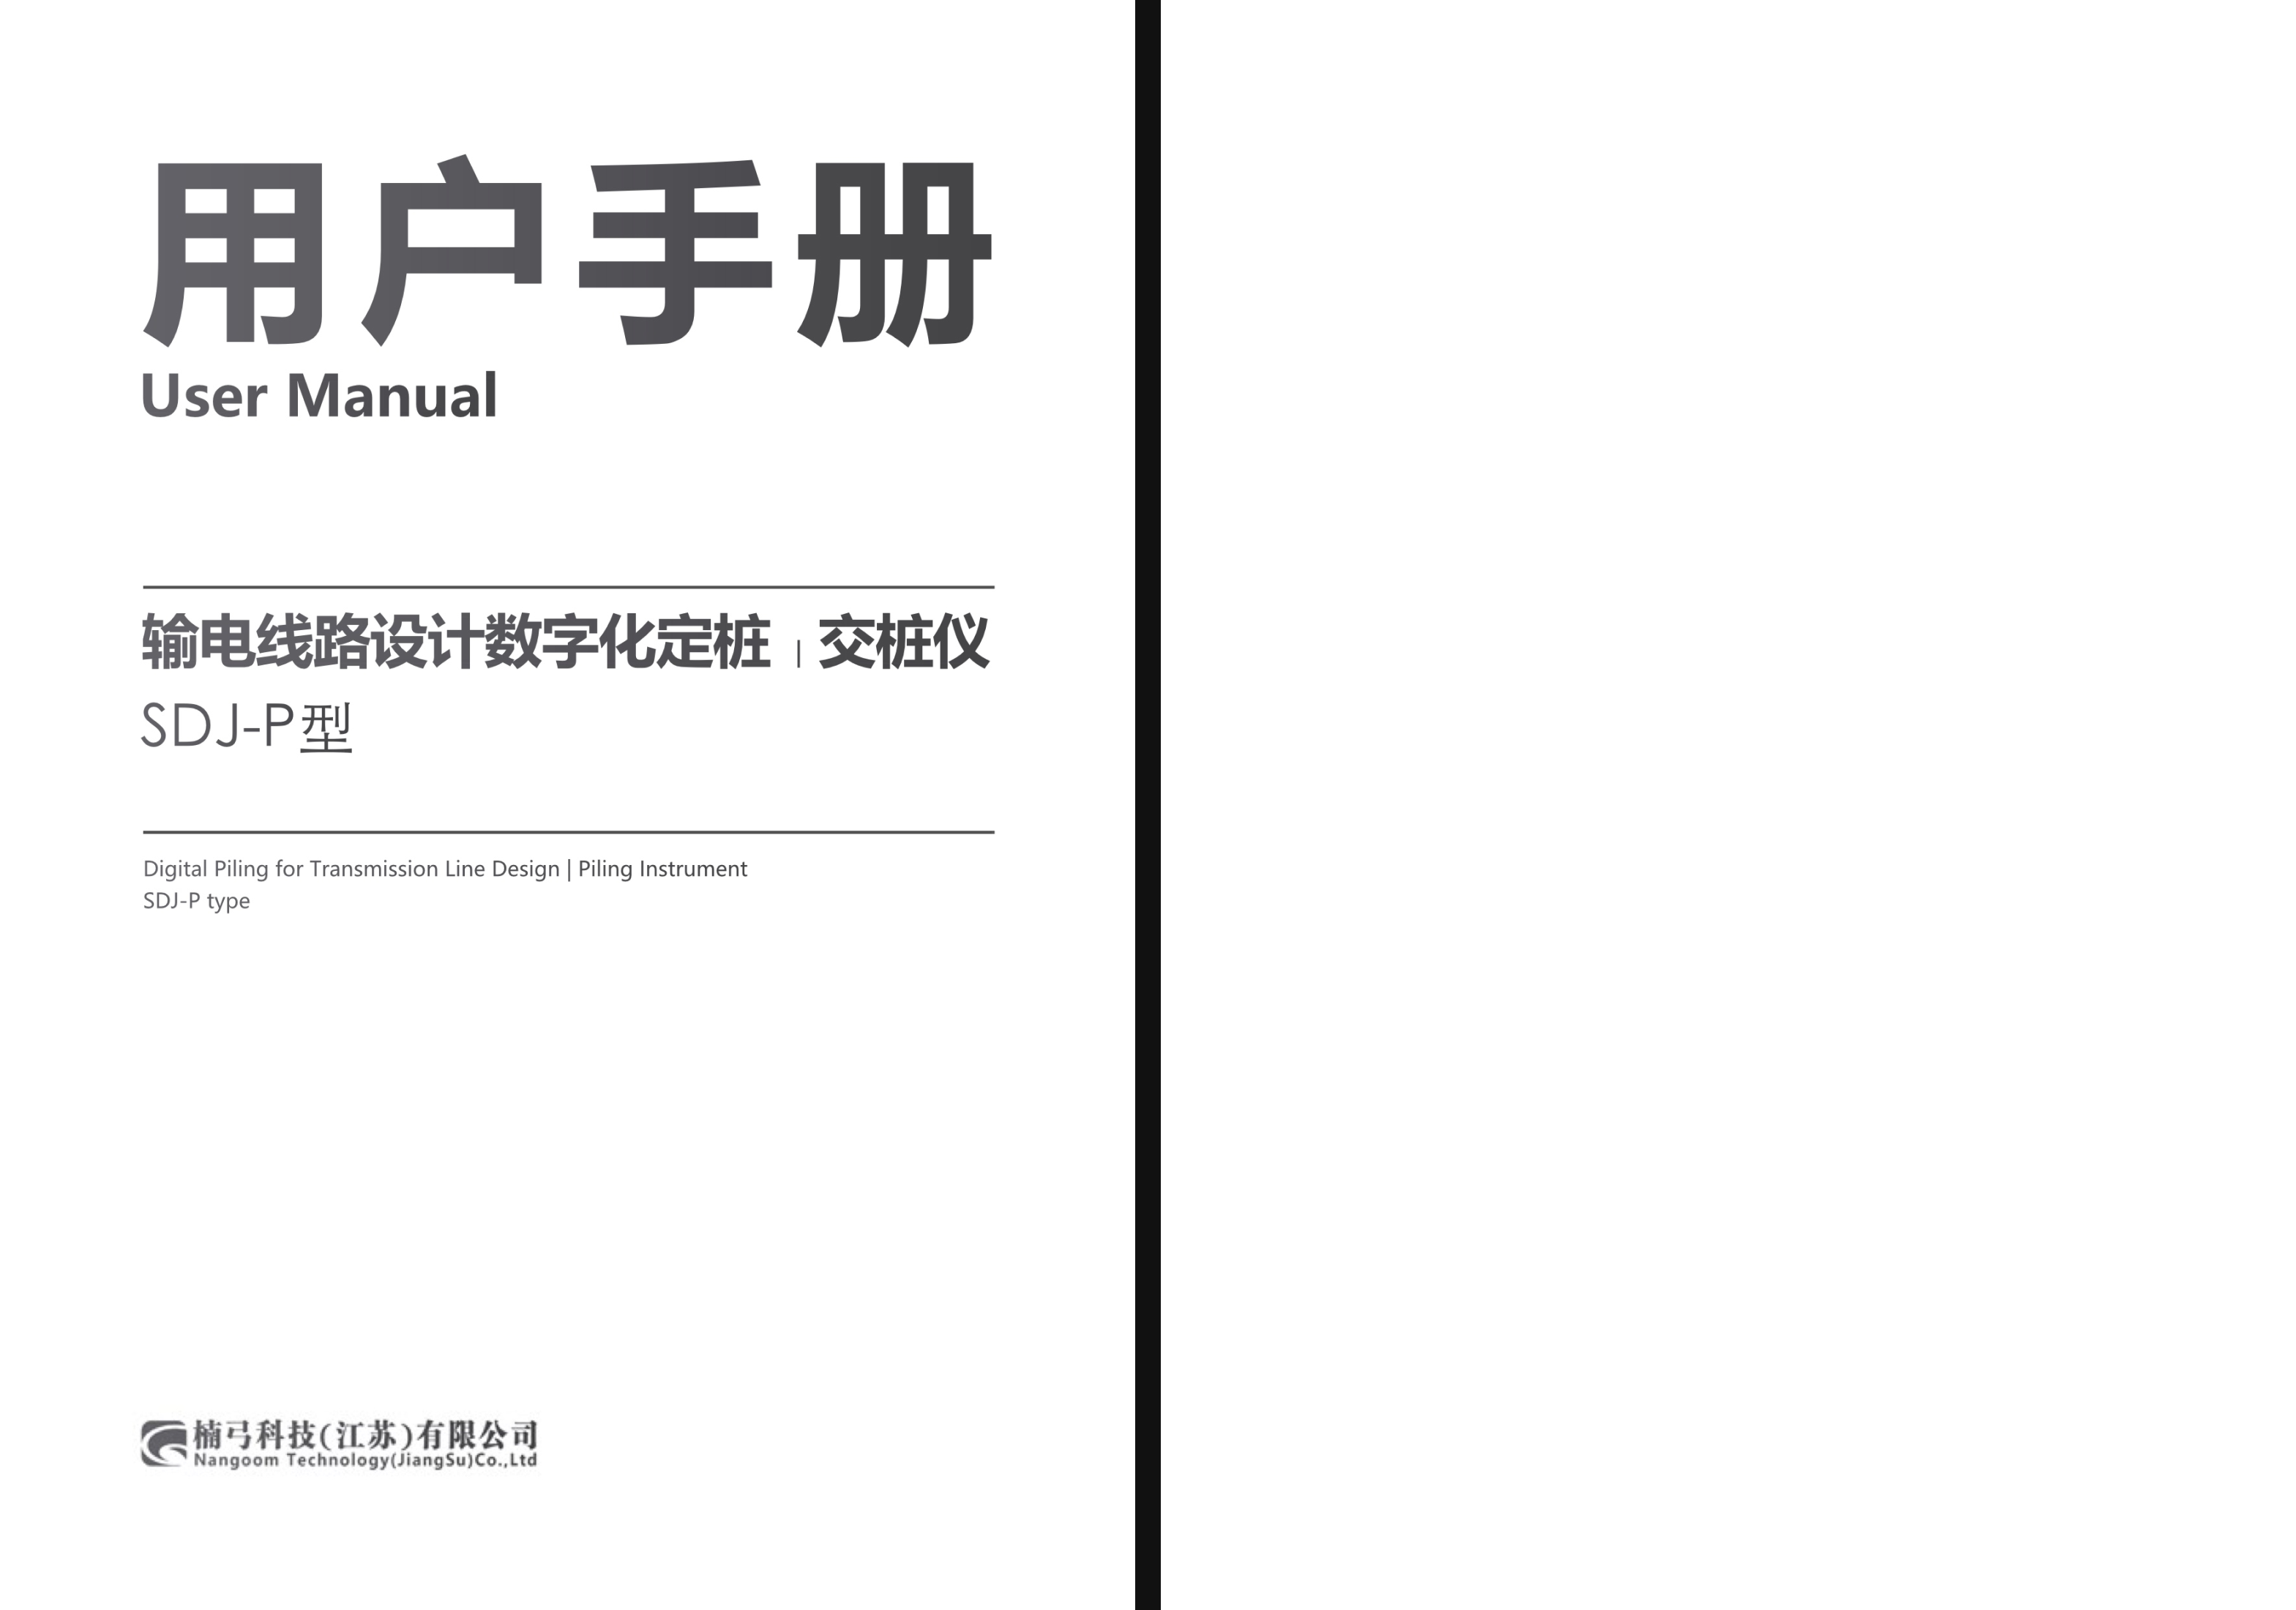 用户手册
User Manual
输电线路设计数字化定桩 | 交桩仪
SDJ-P型
Digital Piling for Transmission Line Design | Piling Instrument
SDJ-P type
楠弓科技(江苏)有限公司
Nangoom Technology(JiangSu)Co.,Ltd